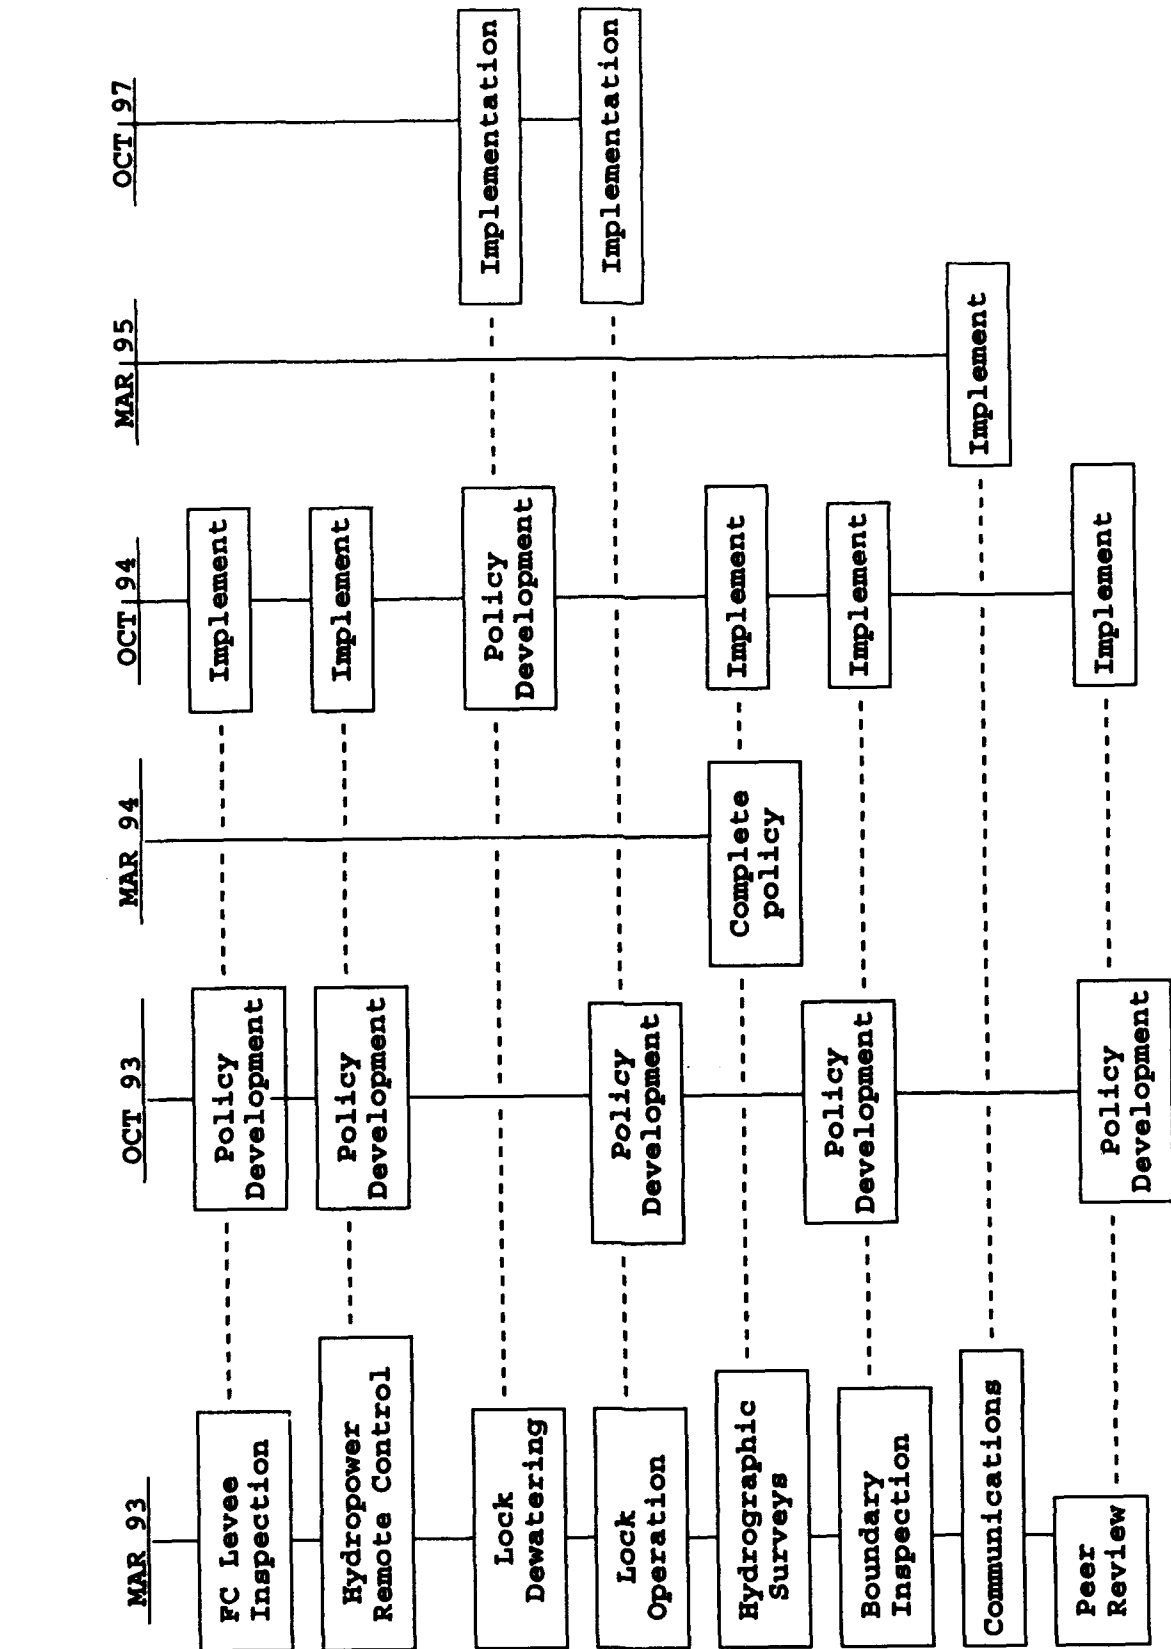 MAR 93
OCT 93
MAR 94
OCT 94
MAR 95
OCT 97
FC Levee
Inspection
Policy
Development
Implement
Hydropower
Remote Control
Policy
Development
Implement
Lock
Dewatering
Policy
Development
Implementation
Lock
Operation
Policy
Development
Implementation
Hydrographic
Surveys
Complete
policy
Implement
Boundary
Inspection
Policy
Development
Implement
Communications
Implement
Peer
Review
Policy
Development
Implement